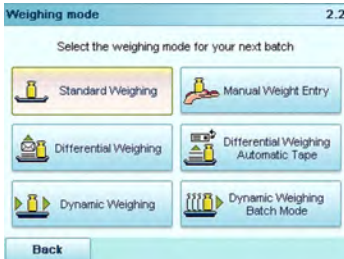 Weighing mode 2.2
Select the weighing mode for your next batch
Standard Weighing
Manual Weight Entry
Differential Weighing
Differential Weighing
Automatic Tape
Dynamic Weighing
Dynamic Weighing
Batch Mode
Back